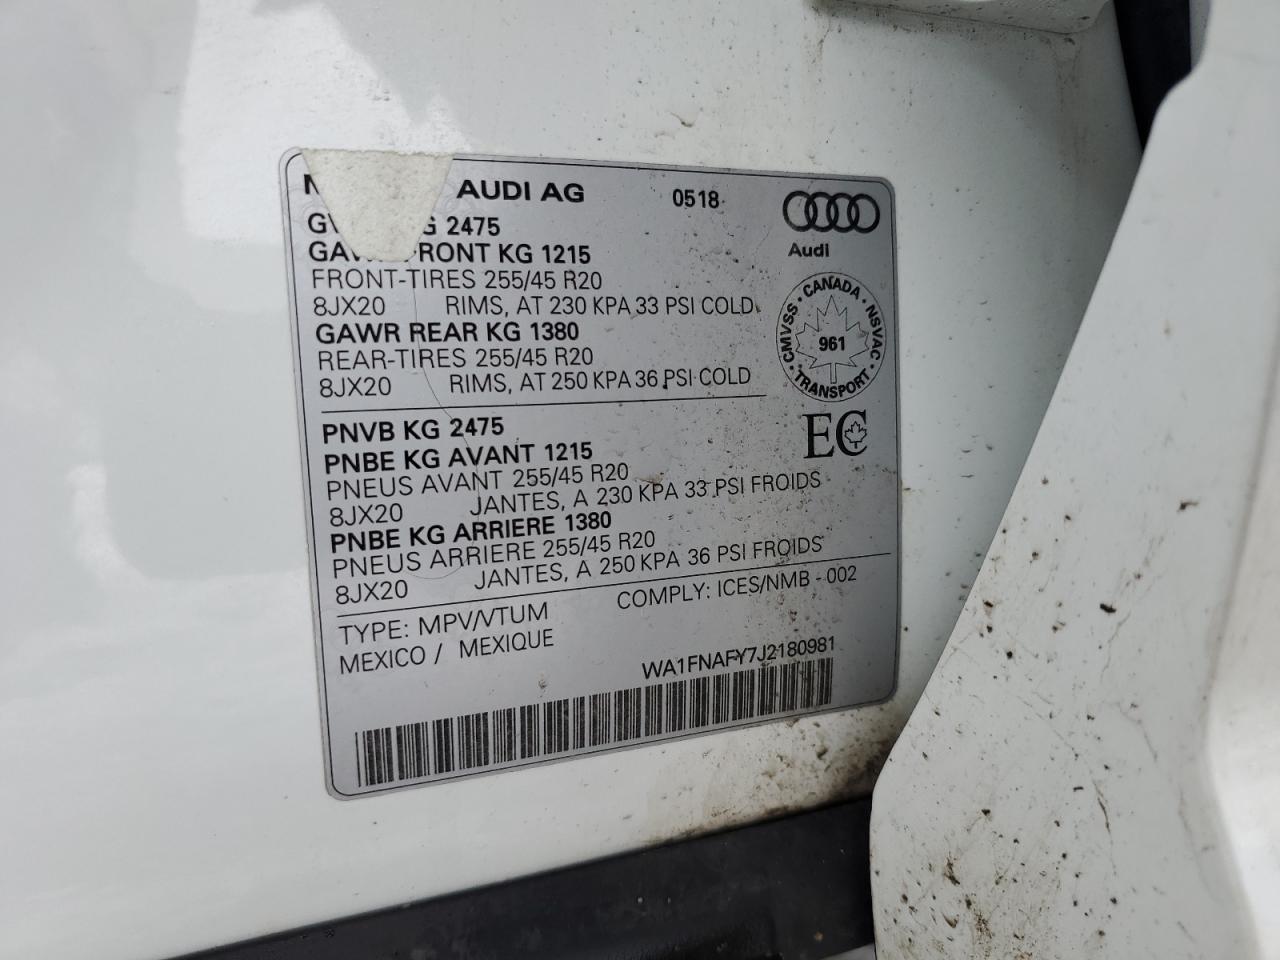 AUDI AG 0518
KG 2475
FRONT KG 1215
FRONT-TIRES 255/45 R20
8JX20 RIMS, AT 230 KPA 33 PSI COLD
GAWR REAR KG 1380
REAR-TIRES 255/45 R20
8JX20 RIMS, AT 250 KPA 36 PSI COLD
Audi
CANADA · NSVAC · TRANSPORT · CMVSS ·
961
EC
PNVB KG 2475
PNBE KG AVANT 1215
PNEUS AVANT 255/45 R20
8JX20 JANTES, A 230 KPA 33 PSI FROIDS
PNBE KG ARRIERE 1380
PNEUS ARRIERE 255/45 R20
8JX20 JANTES, A 250 KPA 36 PSI FROIDS
TYPE: MPV/VTUM COMPLY: ICES/NMB - 002
MEXICO / MEXIQUE
WA1FNAFY7J2180981